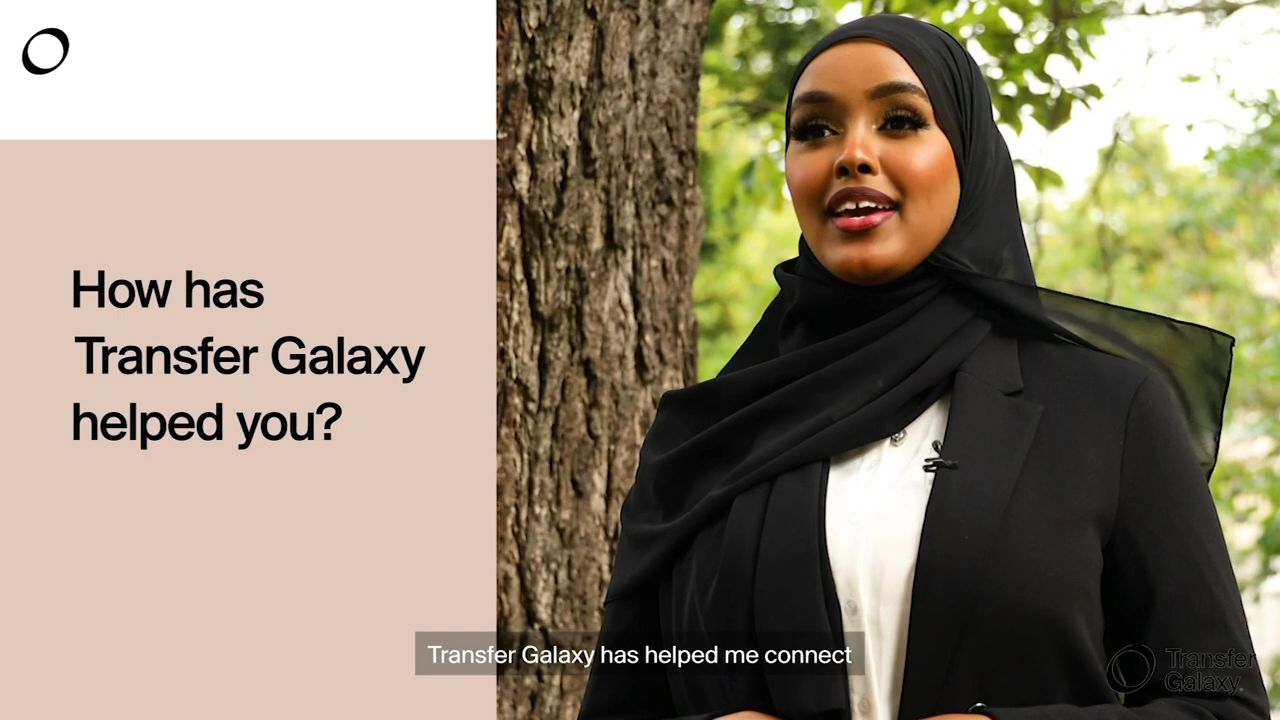 How has
Transfer Galaxy
helped you?
Transfer Galaxy has helped me connect
Transfer
Galaxy